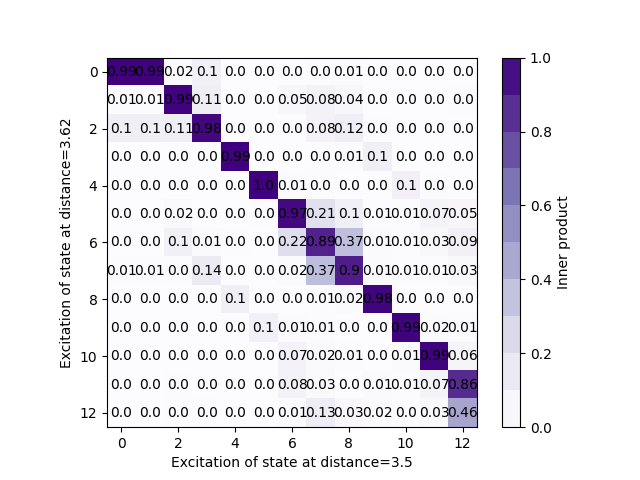 0 0.99 0.99 0.02 0.1 0.0 0.0 0.0 0.0 0.01 0.0 0.0 0.0 0.0
0.01 0.01 0.99 0.11 0.0 0.0 0.05 0.08 0.04 0.0 0.0 0.0 0.0
2 0.1 0.1 0.11 0.98 0.0 0.0 0.0 0.08 0.12 0.0 0.0 0.0 0.0
0.0 0.0 0.0 0.0 0.99 0.0 0.0 0.0 0.01 0.1 0.0 0.0 0.0
4 0.0 0.0 0.0 0.0 0.0 1.0 0.01 0.0 0.0 0.0 0.1 0.0 0.0
0.0 0.0 0.02 0.0 0.0 0.0 0.97 0.21 0.1 0.01 0.01 0.07 0.05
6 0.0 0.0 0.1 0.01 0.0 0.0 0.22 0.89 0.37 0.01 0.01 0.03 0.09
0.01 0.01 0.0 0.14 0.0 0.0 0.02 0.37 0.9 0.01 0.01 0.01 0.03
8 0.0 0.0 0.0 0.0 0.1 0.0 0.0 0.01 0.02 0.98 0.0 0.0 0.0
0.0 0.0 0.0 0.0 0.0 0.1 0.01 0.01 0.0 0.0 0.99 0.02 0.01
10 0.0 0.0 0.0 0.0 0.0 0.0 0.07 0.02 0.01 0.0 0.01 0.99 0.06
0.0 0.0 0.0 0.0 0.0 0.0 0.08 0.03 0.0 0.01 0.01 0.07 0.86
12 0.0 0.0 0.0 0.0 0.0 0.0 0.01 0.13 0.03 0.02 0.0 0.03 0.46
0 2 4 6 8 10 12
Excitation of state at distance=3.5
Excitation of state at distance=3.62
1.0
0.8
0.6
0.4
0.2
0.0
Inner product